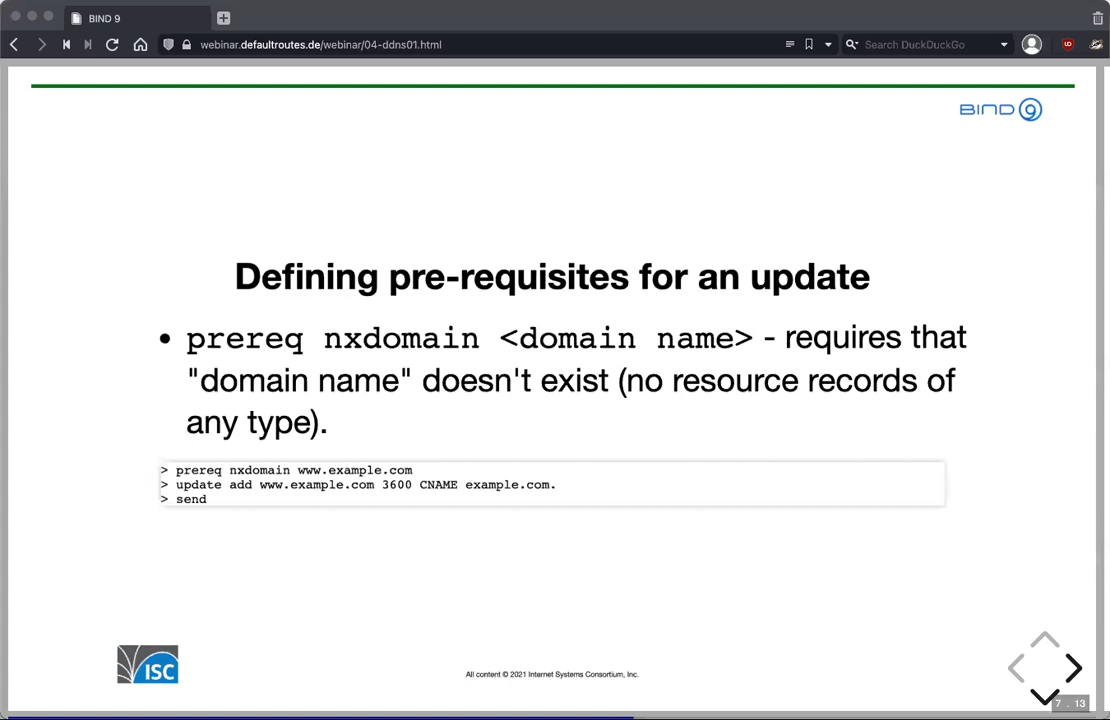 BIND 9
webinar.defaultroutes.de/webinar/04-ddns01.html
Search DuckDuckGo
BIND 9
Defining pre-requisites for an update
• prereq nxdomain <domain name> - requires that
"domain name" doesn't exist (no resource records of
any type).
> prereq nxdomain www.example.com
> update add www.example.com 3600 CNAME example.com.
> send
ISC
All content © 2021 Internet Systems Consortium, Inc.
7 . 13